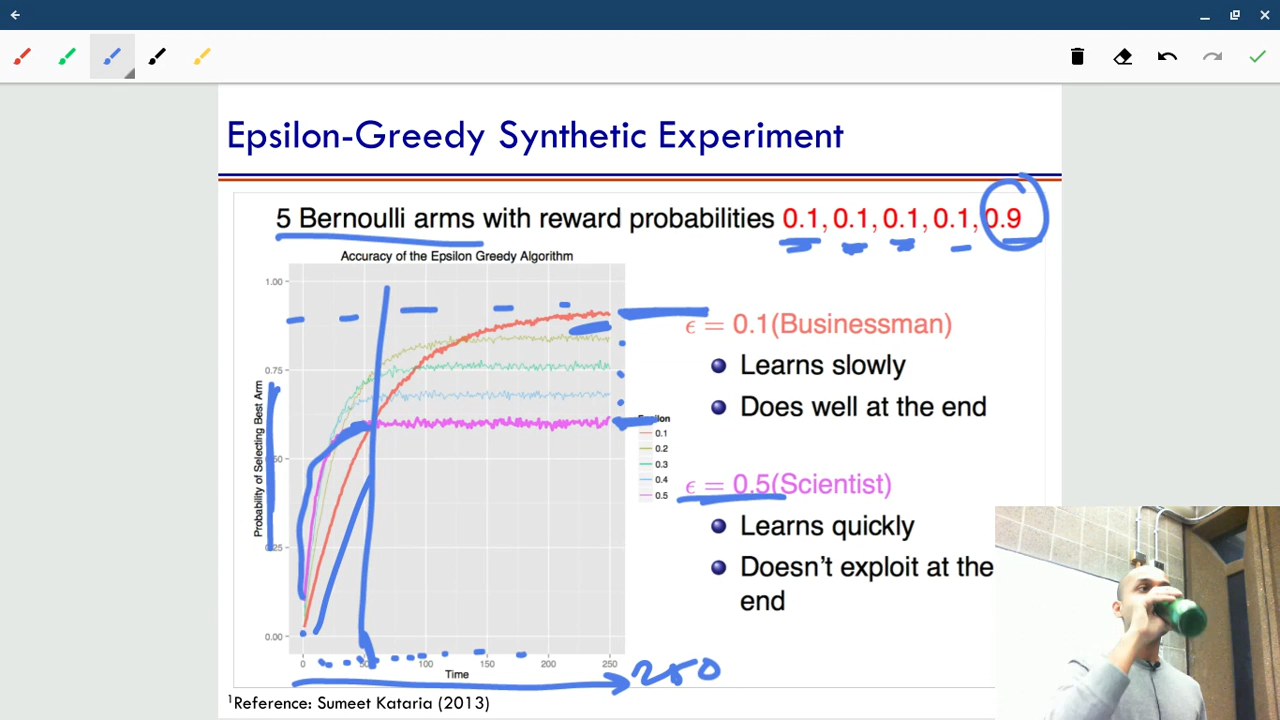 Epsilon-Greedy Synthetic Experiment
5 Bernoulli arms with reward probabilities 0.1, 0.1, 0.1, 0.1, 0.9
Accuracy of the Epsilon Greedy Algorithm
1.00
0.75
0.50
0.25
0.00
Probability of Selecting Best Arm
0 50 100 150 200 250
Time
250
Epsilon
0.1
0.2
0.3
0.4
0.5
ϵ = 0.1(Businessman)
Learns slowly
Does well at the end
ϵ = 0.5(Scientist)
Learns quickly
Doesn't exploit at the
end
1Reference: Sumeet Kataria (2013)